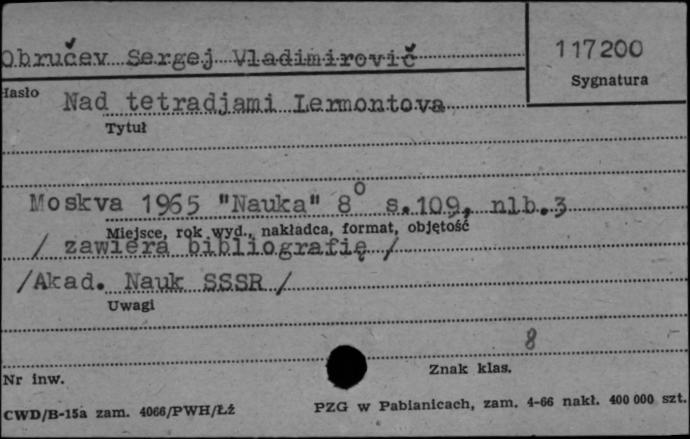 Obručev Sergej Vladimirovič
117200
Sygnatura
Hasło
Nad tetradjami Lermontova
Tytuł
Moskva 1965 "Nauka" 8° s.109, nlb.3
Miejsce, rok wyd., nakładca, format, objętość
/ zawiera bibliografię /
/Akad. Nauk SSSR /
Uwagi
8
Nr inw.
Znak klas.
CWD/B-15a zam. 4066/PWH/Łż
PZG w Pabianicach, zam. 4-66 nakł. 400 000 szt.